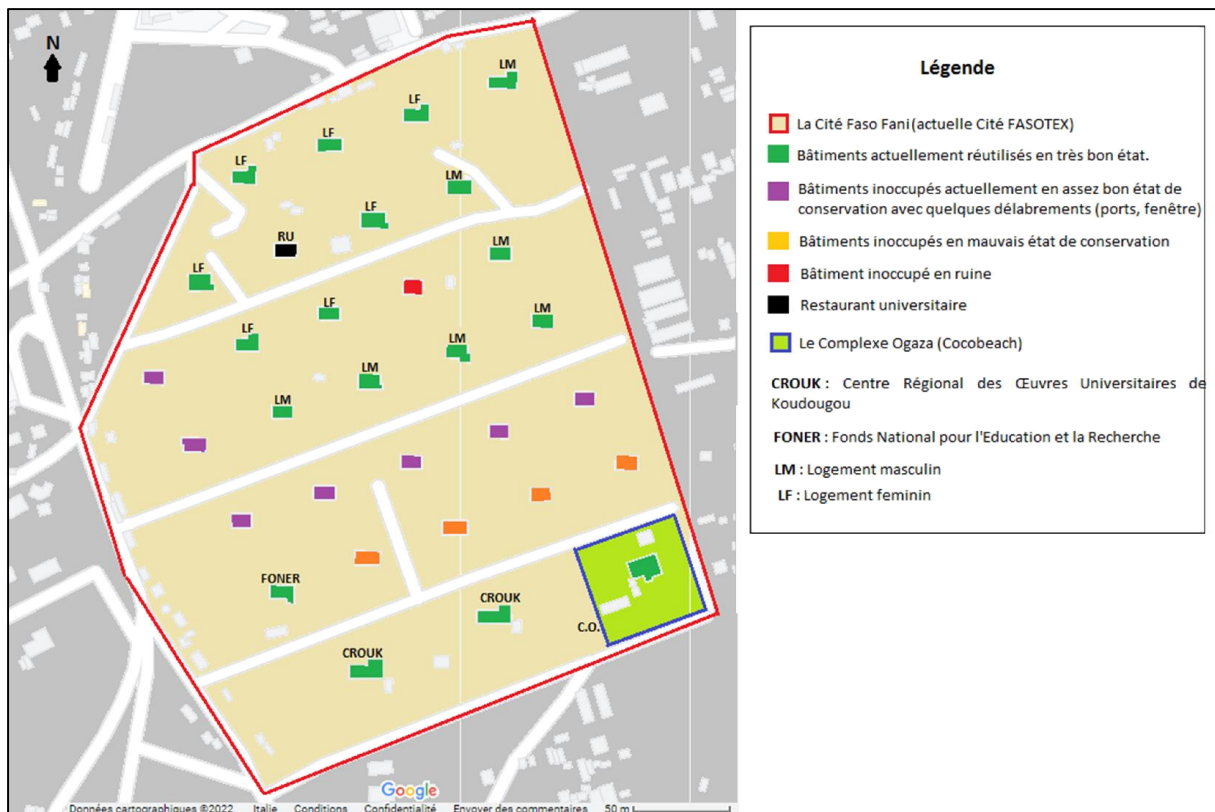 N
LM
LF
LF
LF
LM
LF
RU
LM
LF
LF
LM
LF
LM
LM
LM
FONER
CROUK
C.O.
CROUK
Google
Données cartographiques ©2022 Italie Conditions Confidentialité Envoyer des commentaires 50 m
Légende
La Cité Faso Fani (actuelle Cité FASOTEX)
Bâtiments actuellement réutilisés en très bon état.
Bâtiments inoccupés actuellement en assez bon état de
conservation avec quelques délabrements (ports, fenêtre)
Bâtiments inoccupés en mauvais état de conservation
Bâtiment inoccupé en ruine
Restaurant universitaire
Le Complexe Ogaza (Cocobeach)
CROUK : Centre Régional des Œuvres Universitaires de
Koudougou
FONER : Fonds National pour l'Education et la Recherche
LM : Logement masculin
LF : Logement feminin